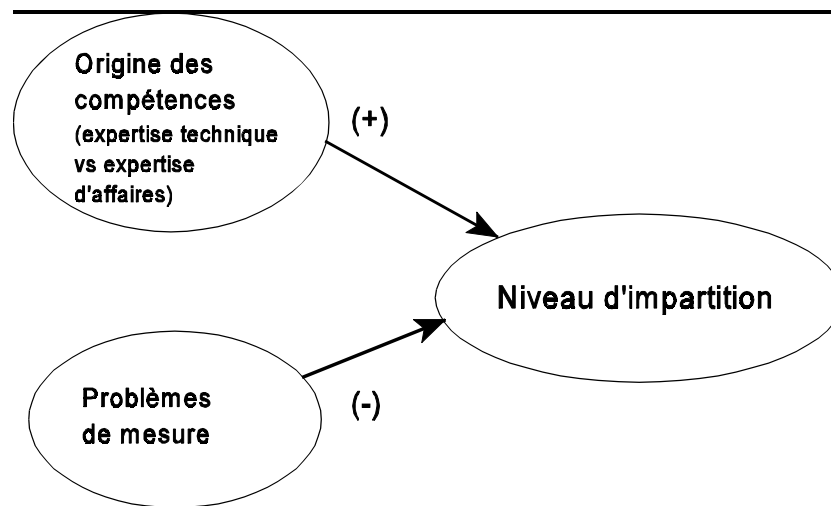 Origine des
compétences
(expertise technique
vs expertise
d'affaires)
(+)
Niveau d'impartition
Problèmes
de mesure
(-)